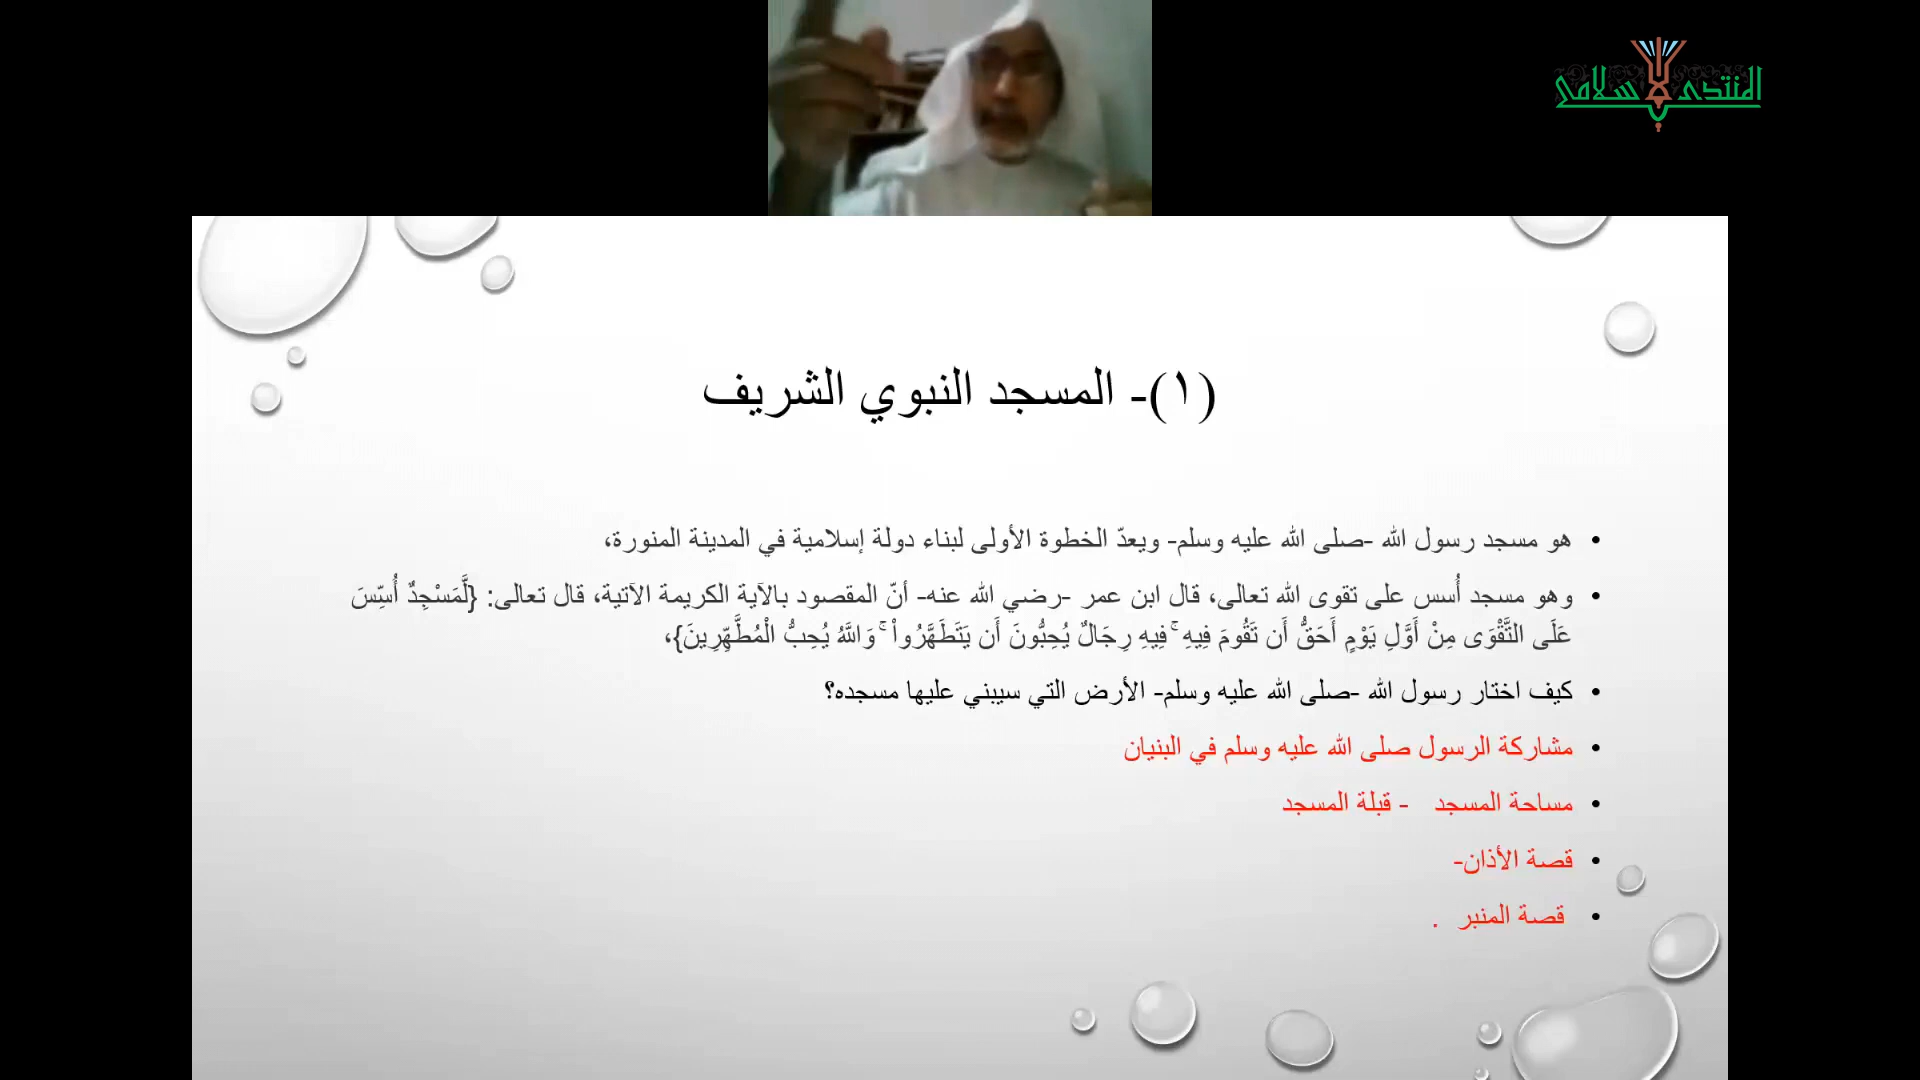 المنتدى الإسلامي
(١)- المسجد النبوي الشريف
• هو مسجد رسول الله -صلى الله عليه وسلم- ويعدّ الخطوة الأولى لبناء دولة إسلامية في المدينة المنورة،
• وهو مسجد أُسس على تقوى الله تعالى، قال ابن عمر -رضي الله عنه- أنّ المقصود بالآية الكريمة الآتية، قال تعالى: {لَّمَسْجِدٌ أُسِّسَ
عَلَى التَّقْوَى مِنْ أَوَّلِ يَوْمٍ أَحَقُّ أَن تَقُومَ فِيهِ ۚ فِيهِ رِجَالٌ يُحِبُّونَ أَن يَتَطَهَّرُواْ ۚ وَاللَّهُ يُحِبُّ الْمُطَّهِّرِينَ}،
• كيف اختار رسول الله -صلى الله عليه وسلم- الأرض التي سيبني عليها مسجده؟
• مشاركة الرسول صلى الله عليه وسلم في البنيان
• مساحة المسجد - قبلة المسجد
• قصة الأذان-
• قصة المنبر .